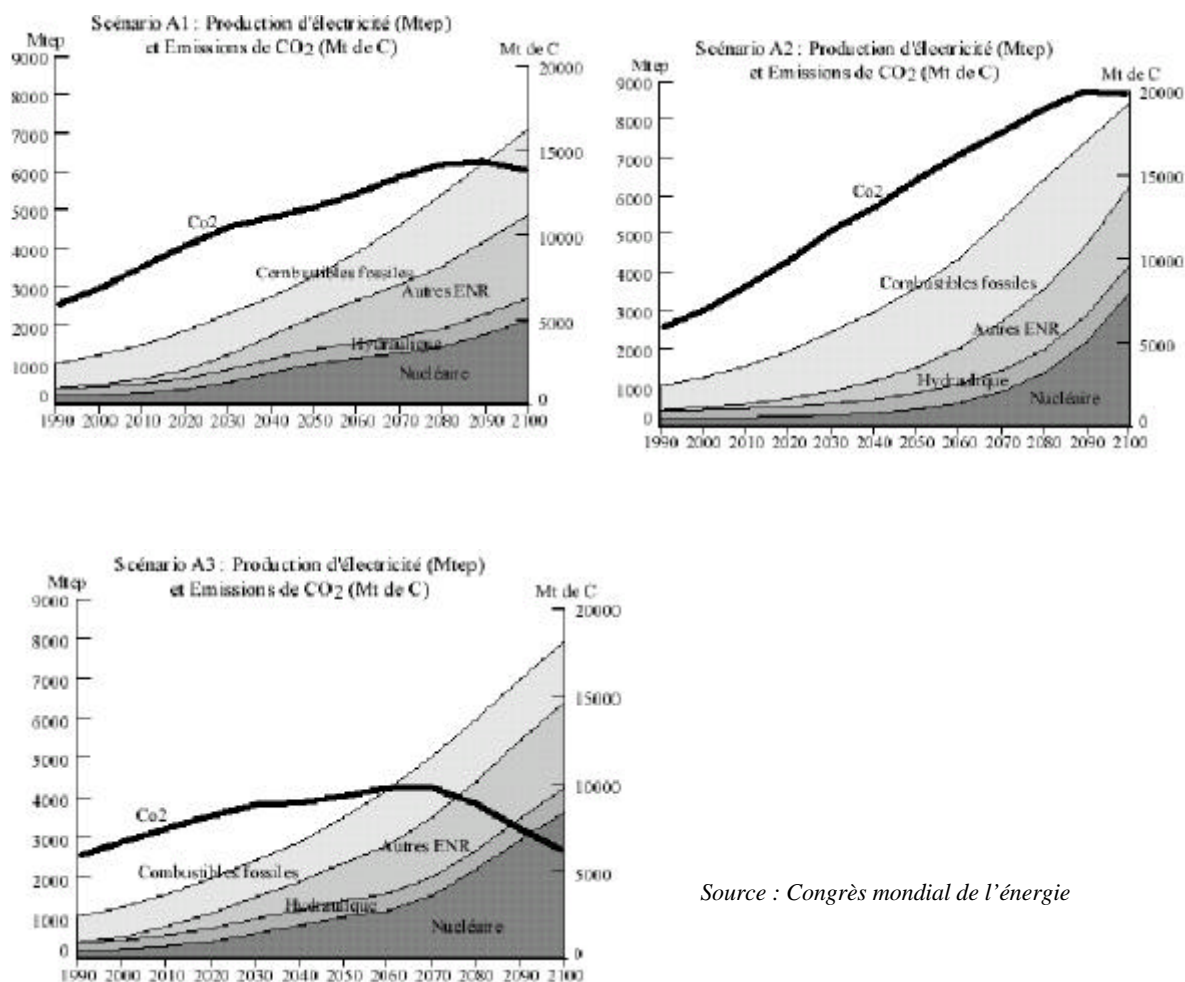 Scénario A1 : Production d'électricité (Mtep)
et Emissions de CO2 (Mt de C)
Mtep
Mt de C
9000
8000
7000
6000
5000
4000
3000
2000
1000
0
20000
15000
10000
5000
0
Co2
Combustibles fossiles
Autres ENR
Hydraulique
Nucléaire
1990 2000 2010 2020 2030 2040 2050 2060 2070 2080 2090 2100
Scénario A2 : Production d'électricité (Mtep)
et Emissions de CO2 (Mt de C)
Mtep
Mt de C
9000
8000
7000
6000
5000
4000
3000
2000
1000
0
20000
15000
10000
5000
0
Co2
Combustibles fossiles
Autres ENR
Hydraulique
Nucléaire
1990 2000 2010 2020 2030 2040 2050 2060 2070 2080 2090 2100
Scénario A3 : Production d'électricité (Mtep)
et Emissions de CO2 (Mt de C)
Mtep
Mt de C
9000
8000
7000
6000
5000
4000
3000
2000
1000
0
20000
15000
10000
5000
0
Co2
Combustibles fossiles
Autres ENR
Hydraulique
Nucléaire
1990 2000 2010 2020 2030 2040 2050 2060 2070 2080 2090 2100
Source : Congrès mondial de l'énergie